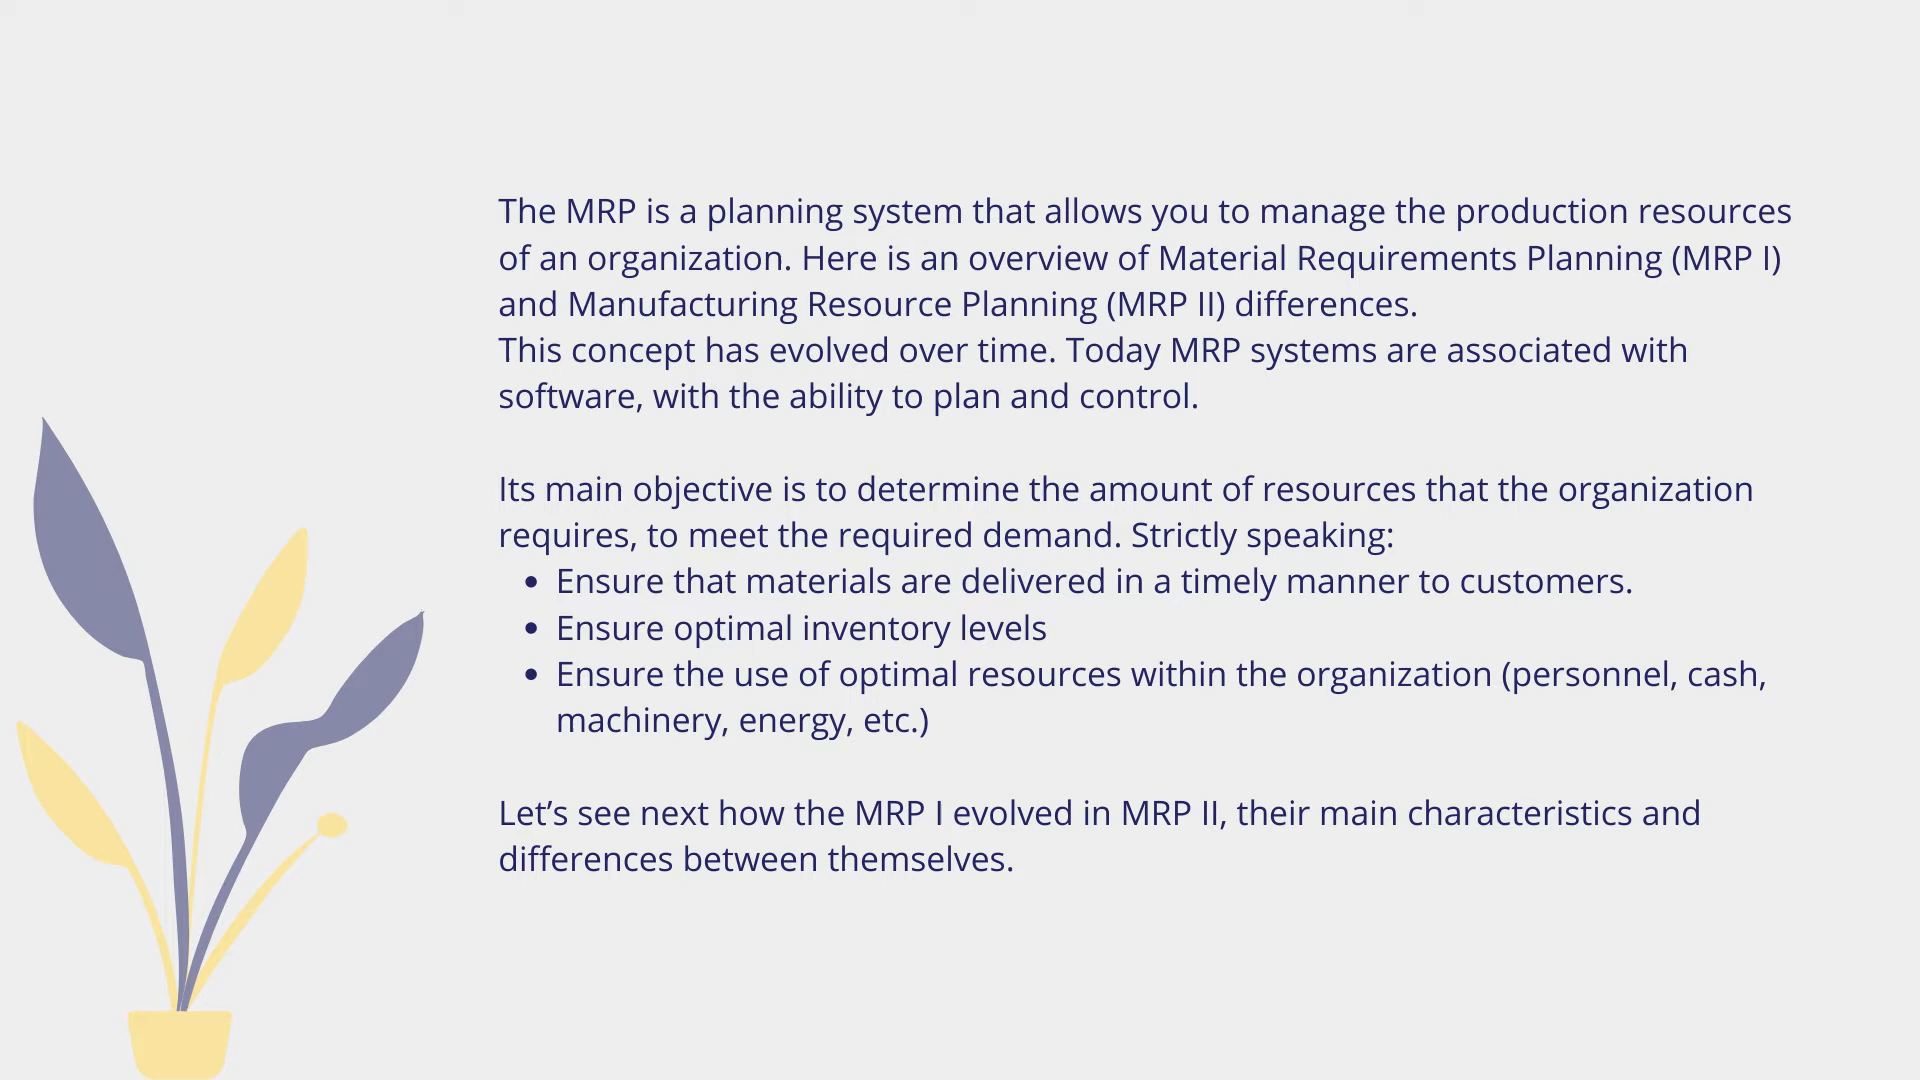 The MRP is a planning system that allows you to manage the production resources
of an organization. Here is an overview of Material Requirements Planning (MRP I)
and Manufacturing Resource Planning (MRP II) differences.
This concept has evolved over time. Today MRP systems are associated with
software, with the ability to plan and control.
Its main objective is to determine the amount of resources that the organization
requires, to meet the required demand. Strictly speaking:
• Ensure that materials are delivered in a timely manner to customers.
• Ensure optimal inventory levels
• Ensure the use of optimal resources within the organization (personnel, cash,
machinery, energy, etc.)
Let’s see next how the MRP I evolved in MRP II, their main characteristics and
differences between themselves.